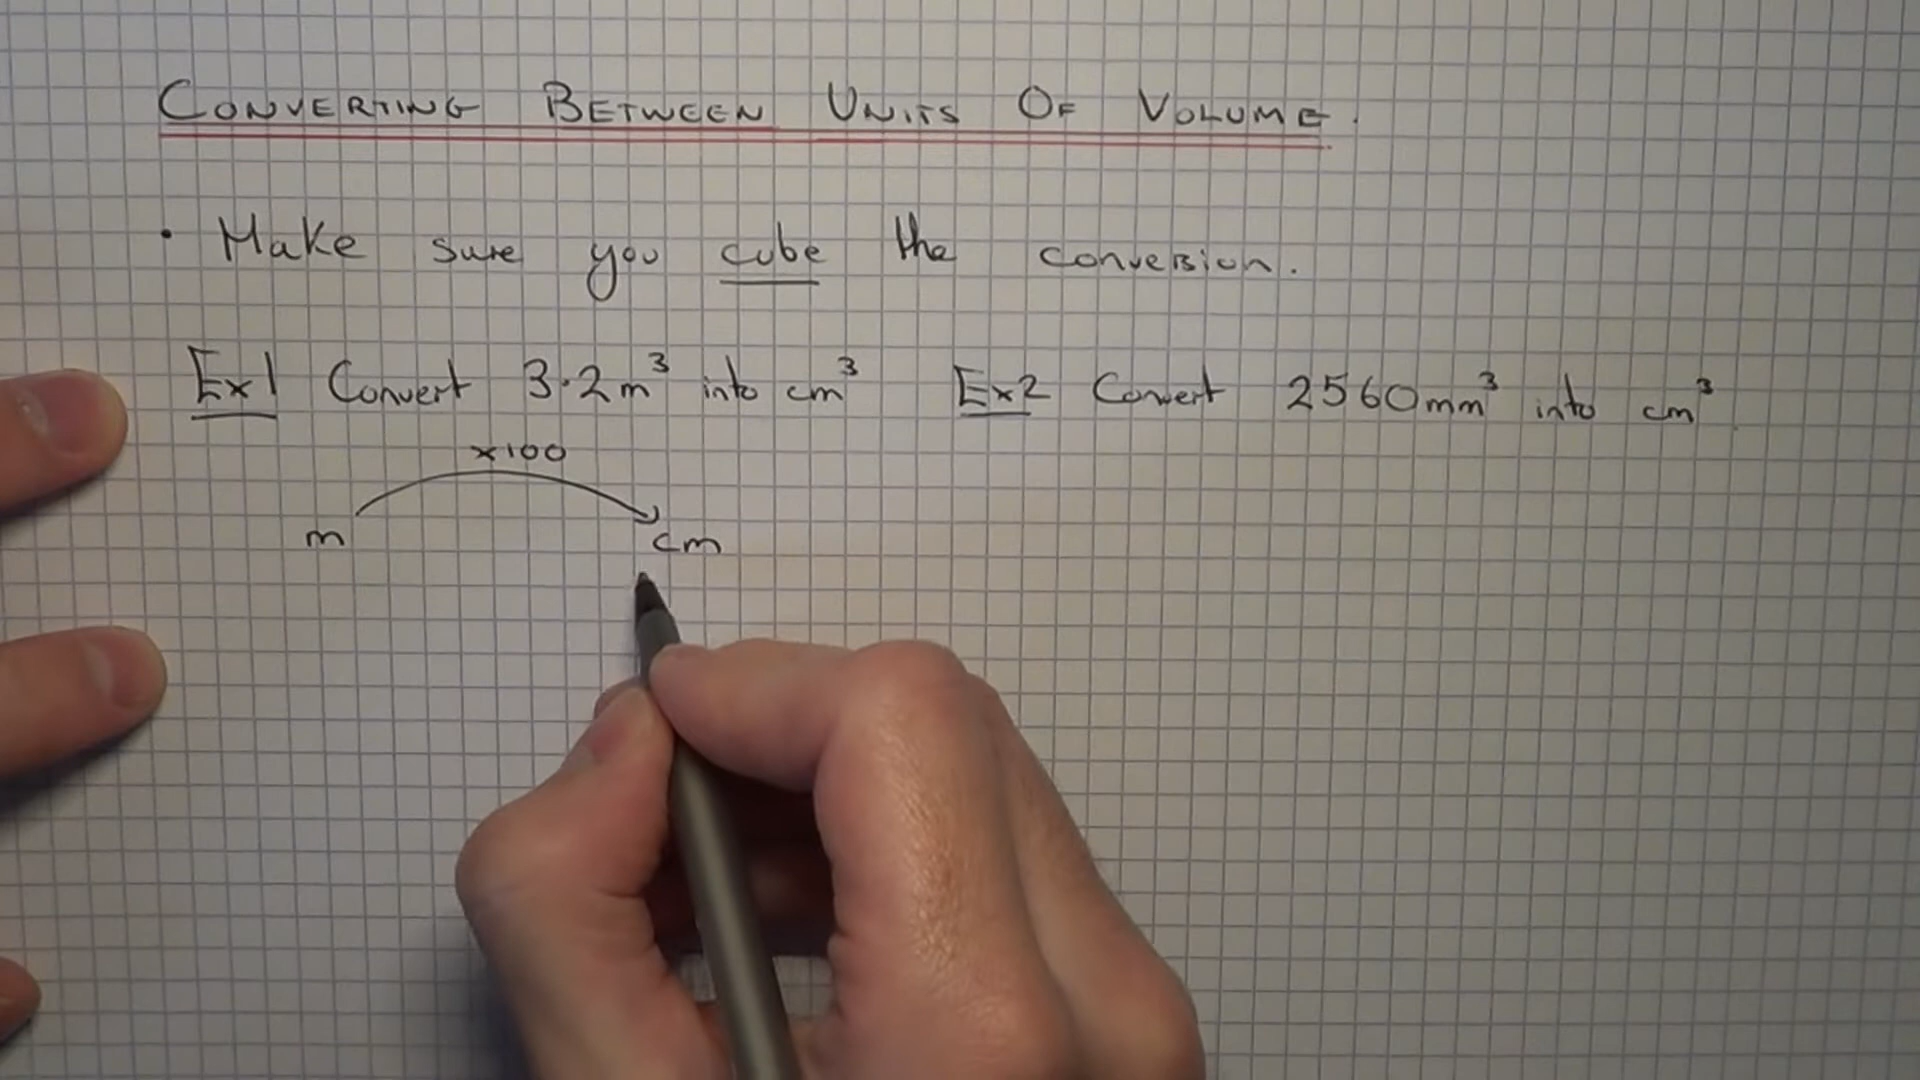 CONVERTING BETWEEN UNITS OF VOLUME.
• Make sure you cube the conversion.
Ex1 Convert 3·2m³ into cm³ Ex2 Convert 2560mm³ into cm³
×100
m cm